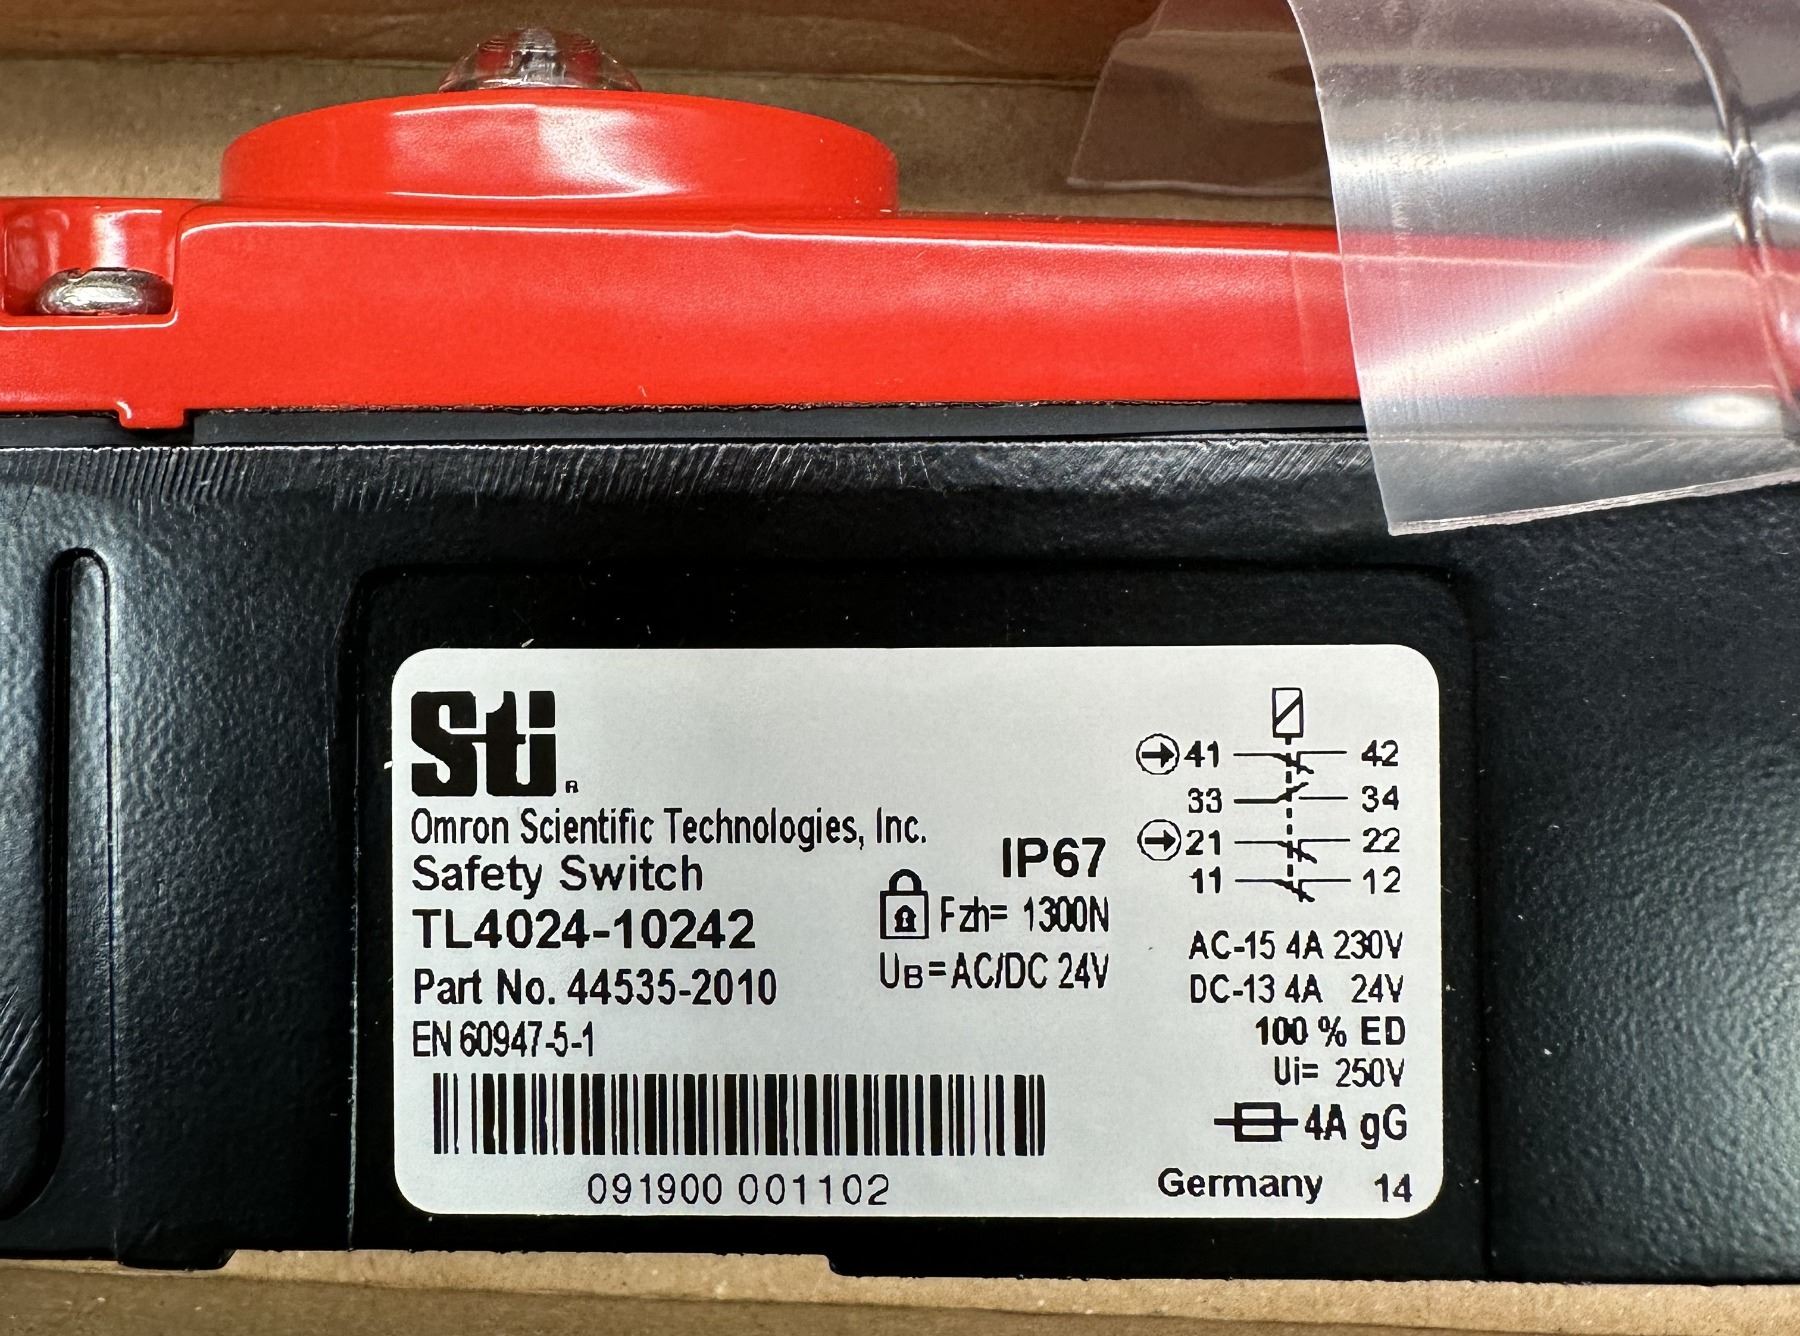 Sti R
Omron Scientific Technologies, Inc.
Safety Switch
TL4024-10242
Part No. 44535-2010
EN 60947-5-1
091900 001102
IP67
Fzh= 1300N
UB=AC/DC 24V
41 42
33 34
21 22
11 12
AC-15 4A 230V
DC-13 4A 24V
100 % ED
Ui= 250V
4A gG
Germany 14